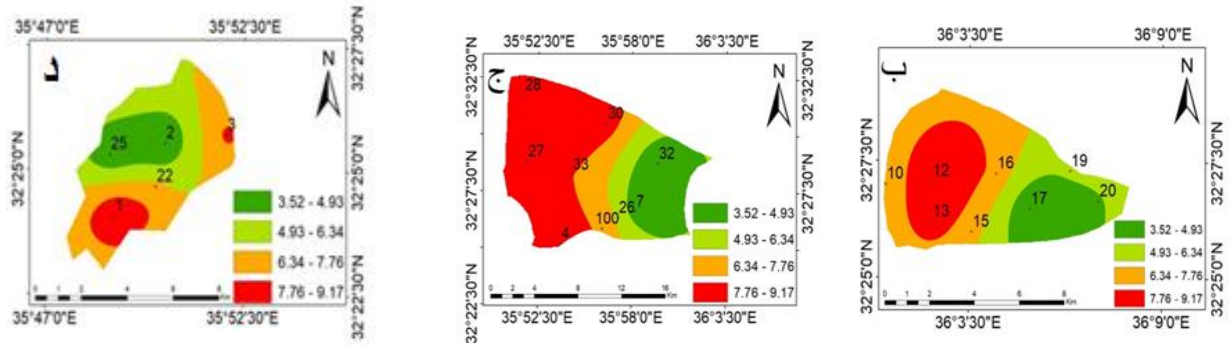 35°47'0"E 35°52'30"E
32°27'30"N
32°25'0"N
32°22'30"N
N
25
2
3
22
1
3.52 - 4.93
4.93 - 6.34
6.34 - 7.76
7.76 - 9.17
0 1 2 4 6 8 Km
35°47'0"E 35°52'30"E
35°52'30"E 35°58'0"E 36°3'30"E
32°32'30"N
32°27'30"N
32°22'30"N
ج
N
28
30
27
33
32
26
7
100
4
3.52 - 4.93
4.93 - 6.34
6.34 - 7.76
7.76 - 9.17
0 2 4 8 12 16 Km
35°52'30"E 35°58'0"E 36°3'30"E
36°3'30"E 36°9'0"E
32°27'30"N
32°25'0"N
N
10
12
16
19
13
17
20
15
3.52 - 4.93
4.93 - 6.34
6.34 - 7.76
7.76 - 9.17
0 1 2 4 6 8 Km
36°3'30"E 36°9'0"E